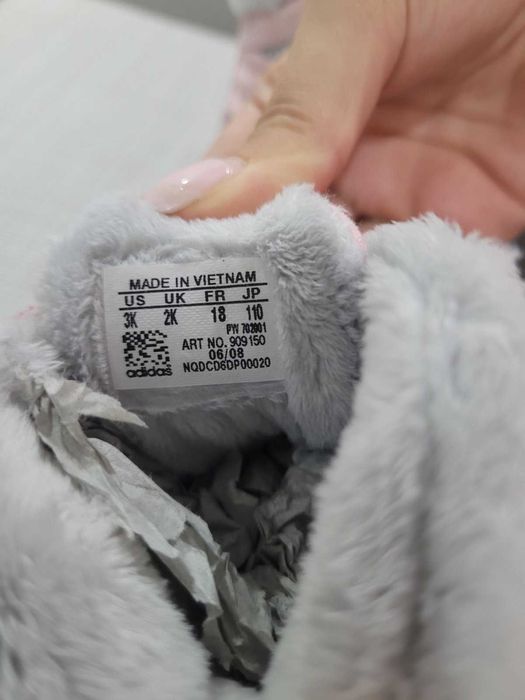 MADE IN VIETNAM
US UK FR JP
3K 2K 18 110
PW 702801
ART NO. 909150
06/08
adidas NQDCD6DP00020